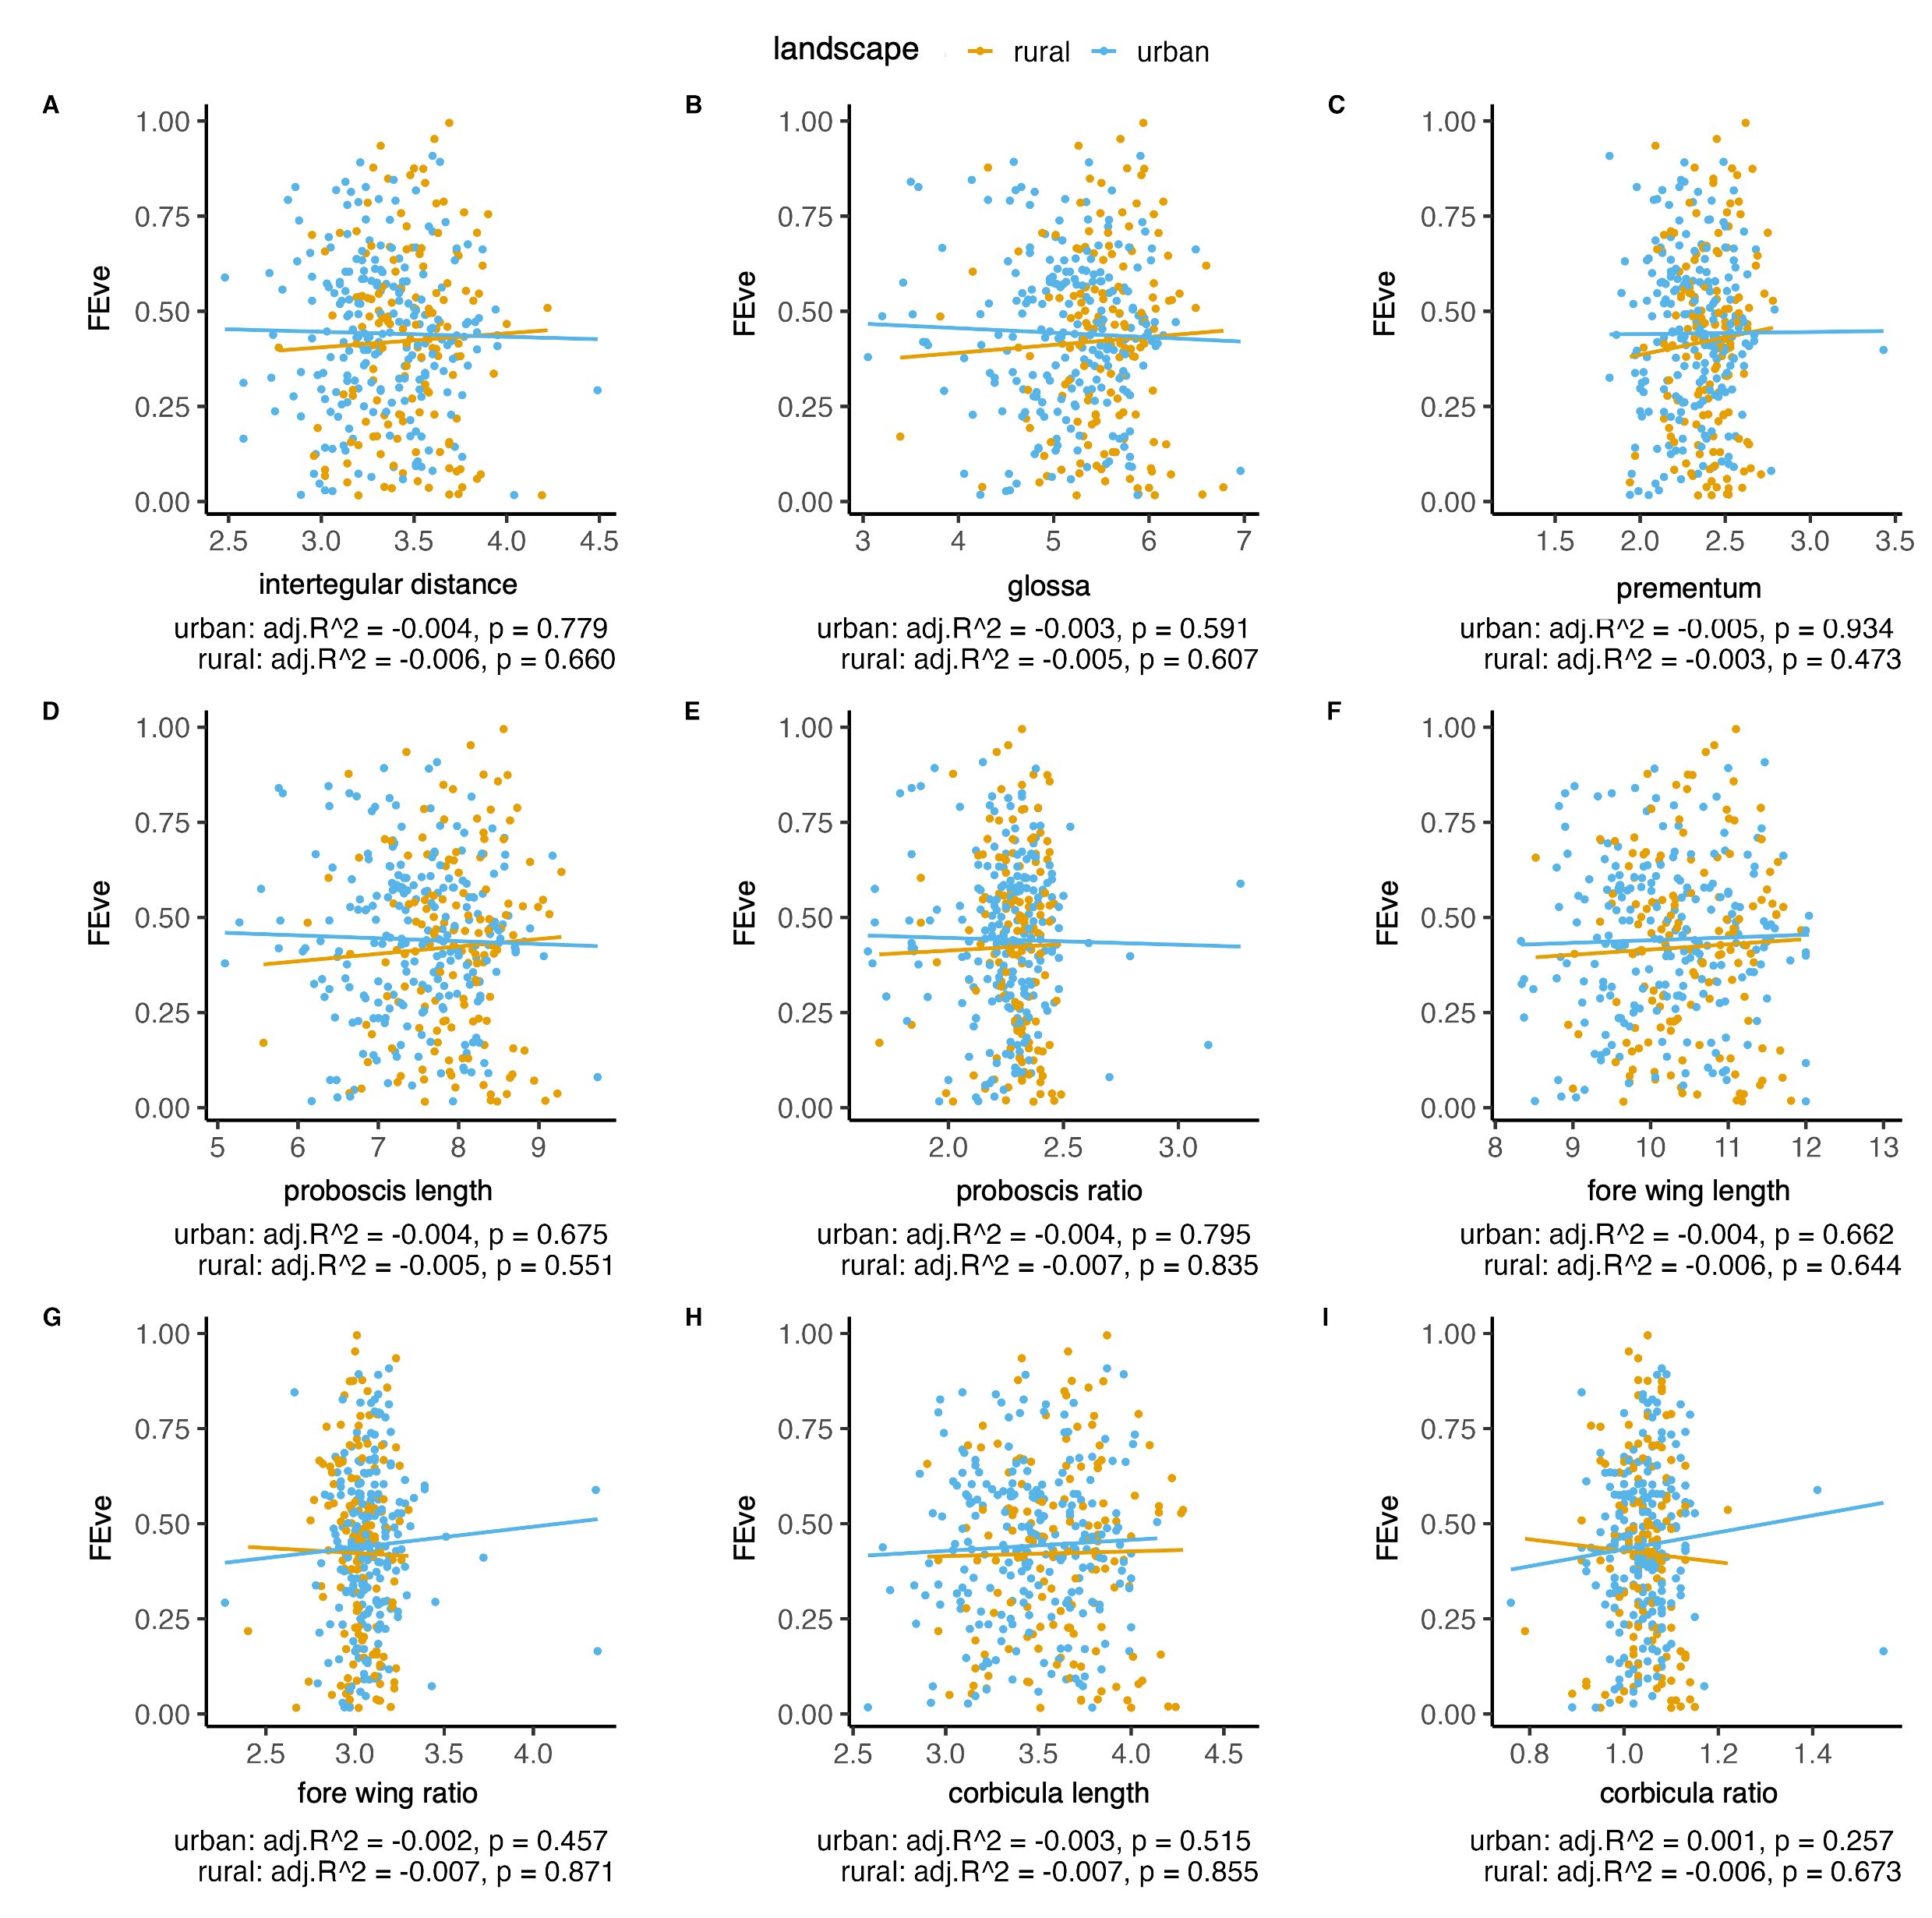 landscape rural urban
A
1.00
0.75
0.50
0.25
0.00
FEve
2.5 3.0 3.5 4.0 4.5
intertegular distance
urban: adj.R^2 = -0.004, p = 0.779
rural: adj.R^2 = -0.006, p = 0.660
B
1.00
0.75
0.50
0.25
0.00
FEve
3 4 5 6 7
glossa
urban: adj.R^2 = -0.003, p = 0.591
rural: adj.R^2 = -0.005, p = 0.607
C
1.00
0.75
0.50
0.25
0.00
FEve
1.5 2.0 2.5 3.0 3.5
prementum
urban: adj.R^2 = -0.005, p = 0.934
rural: adj.R^2 = -0.003, p = 0.473
D
1.00
0.75
0.50
0.25
0.00
FEve
5 6 7 8 9
proboscis length
urban: adj.R^2 = -0.004, p = 0.675
rural: adj.R^2 = -0.005, p = 0.551
E
1.00
0.75
0.50
0.25
0.00
FEve
2.0 2.5 3.0
proboscis ratio
urban: adj.R^2 = -0.004, p = 0.795
rural: adj.R^2 = -0.007, p = 0.835
F
1.00
0.75
0.50
0.25
0.00
FEve
8 9 10 11 12 13
fore wing length
urban: adj.R^2 = -0.004, p = 0.662
rural: adj.R^2 = -0.006, p = 0.644
G
1.00
0.75
0.50
0.25
0.00
FEve
2.5 3.0 3.5 4.0
fore wing ratio
urban: adj.R^2 = -0.002, p = 0.457
rural: adj.R^2 = -0.007, p = 0.871
H
1.00
0.75
0.50
0.25
0.00
FEve
2.5 3.0 3.5 4.0 4.5
corbicula length
urban: adj.R^2 = -0.003, p = 0.515
rural: adj.R^2 = -0.007, p = 0.855
I
1.00
0.75
0.50
0.25
0.00
FEve
0.8 1.0 1.2 1.4
corbicula ratio
urban: adj.R^2 = 0.001, p = 0.257
rural: adj.R^2 = -0.006, p = 0.673